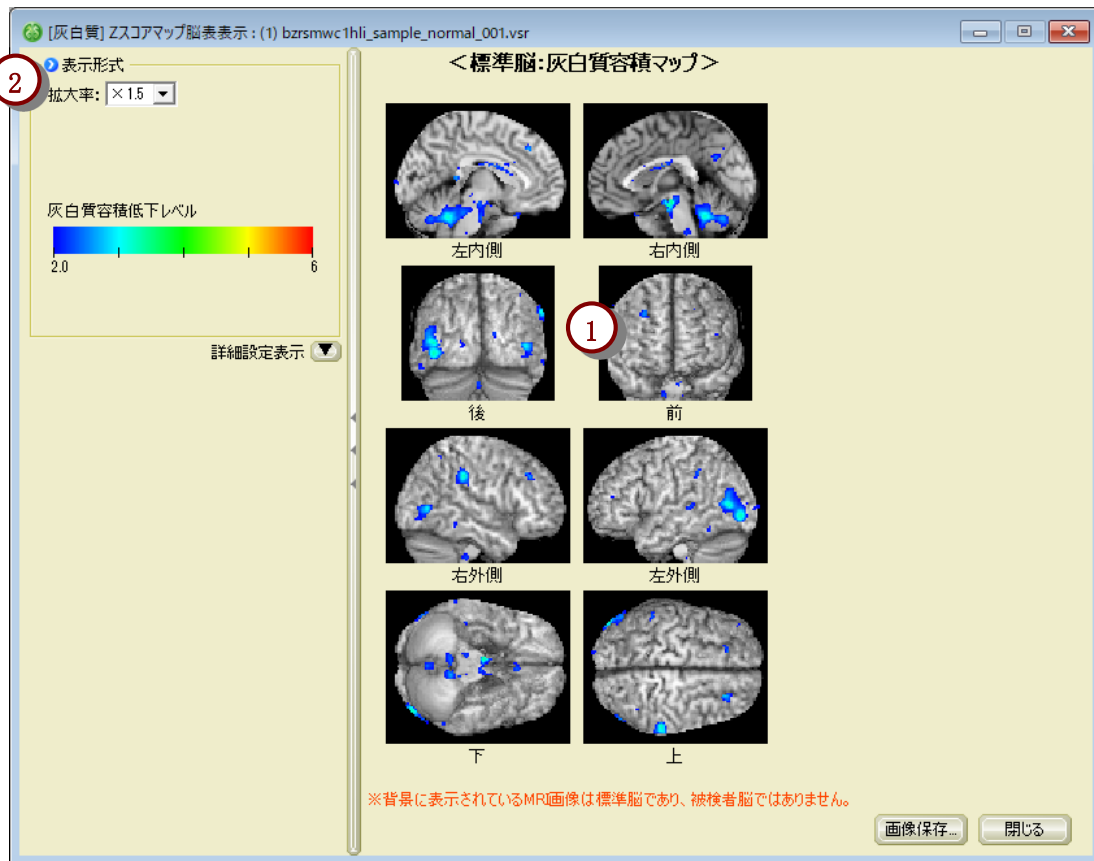 [灰白質] Zスコアマップ脳表表示 : (1) bzrsmwc1hli_sample_normal_001.vsr
2
表示形式
拡大率: ×1.5
灰白質容積低下レベル
2.0 6
詳細設定表示
＜標準脳:灰白質容積マップ＞
左内側 右内側
1
後 前
右外側 左外側
下 上
※背景に表示されているMRI画像は標準脳であり、被検者脳ではありません。
画像保存... 閉じる